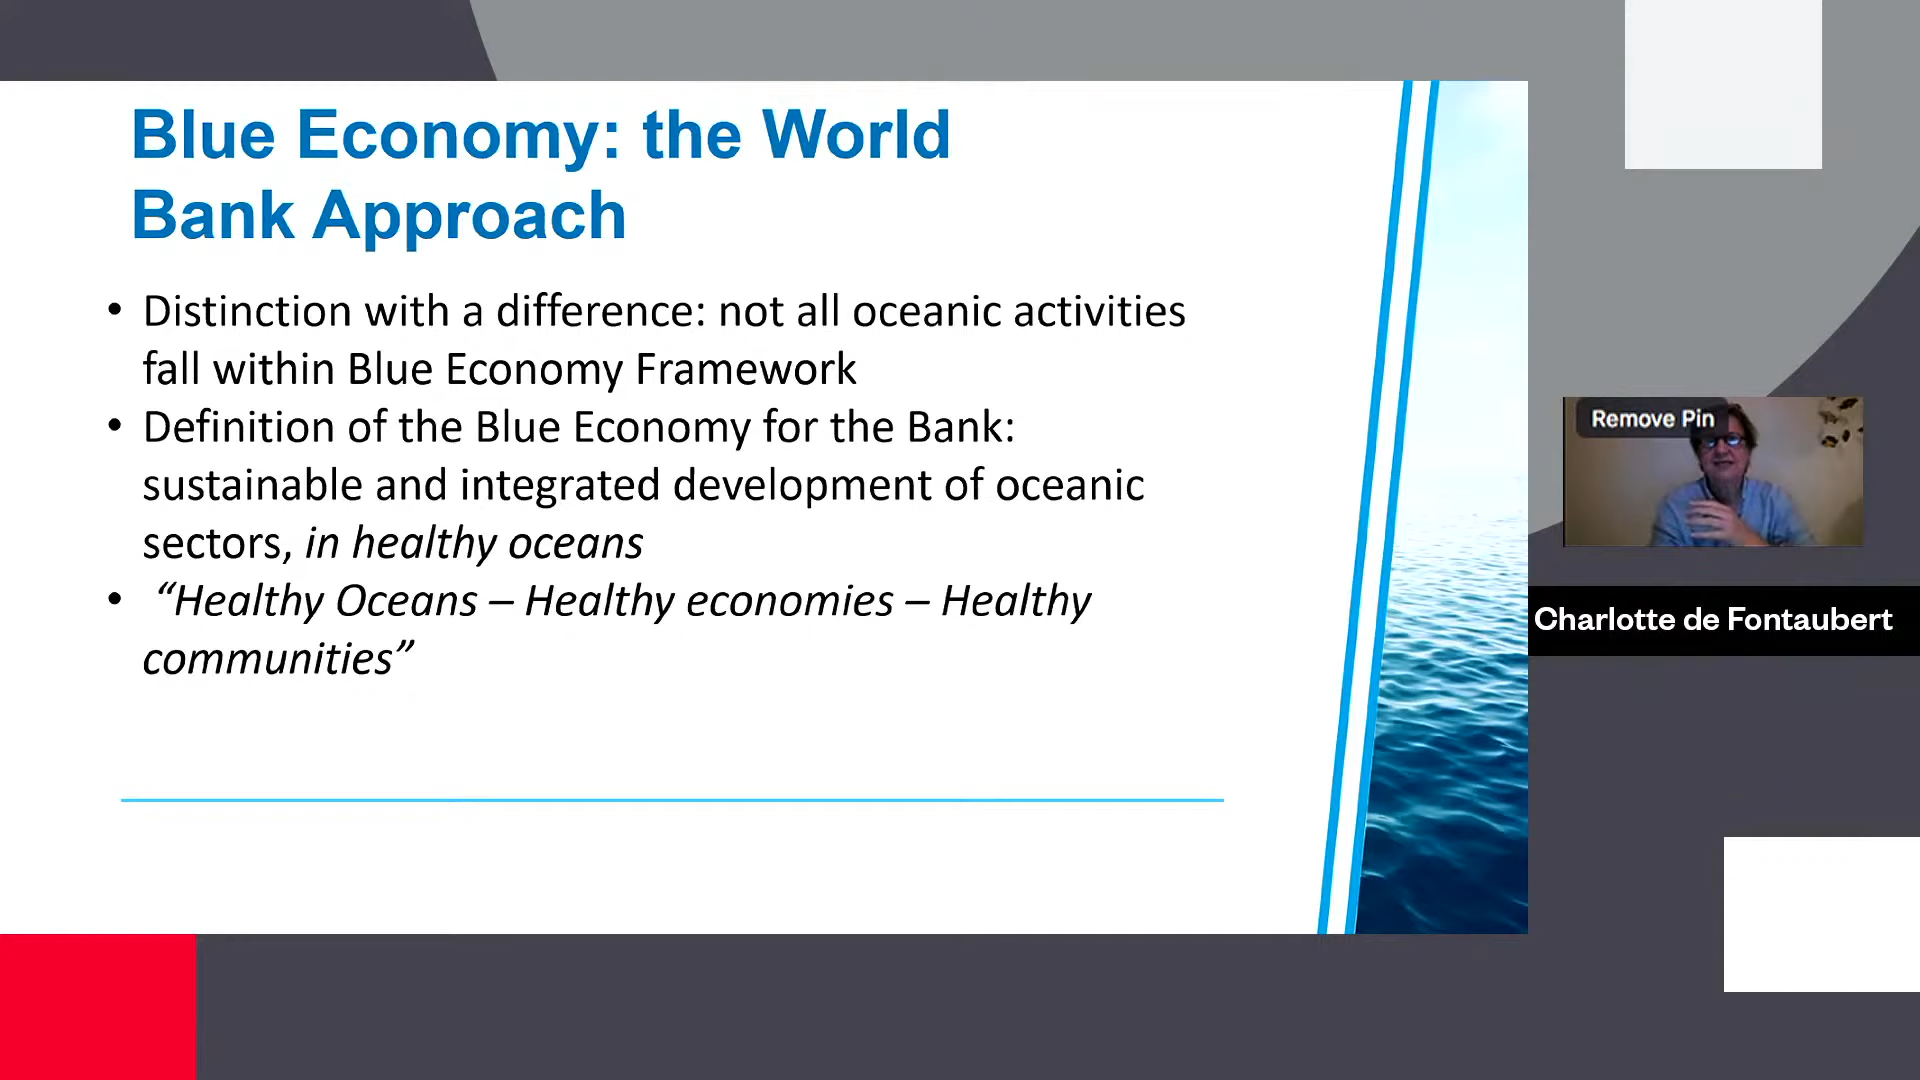 Blue Economy: the World
Bank Approach
• Distinction with a difference: not all oceanic activities
fall within Blue Economy Framework
• Definition of the Blue Economy for the Bank:
sustainable and integrated development of oceanic
sectors, in healthy oceans
• “Healthy Oceans – Healthy economies – Healthy
communities”
Remove Pin
Charlotte de Fontaubert